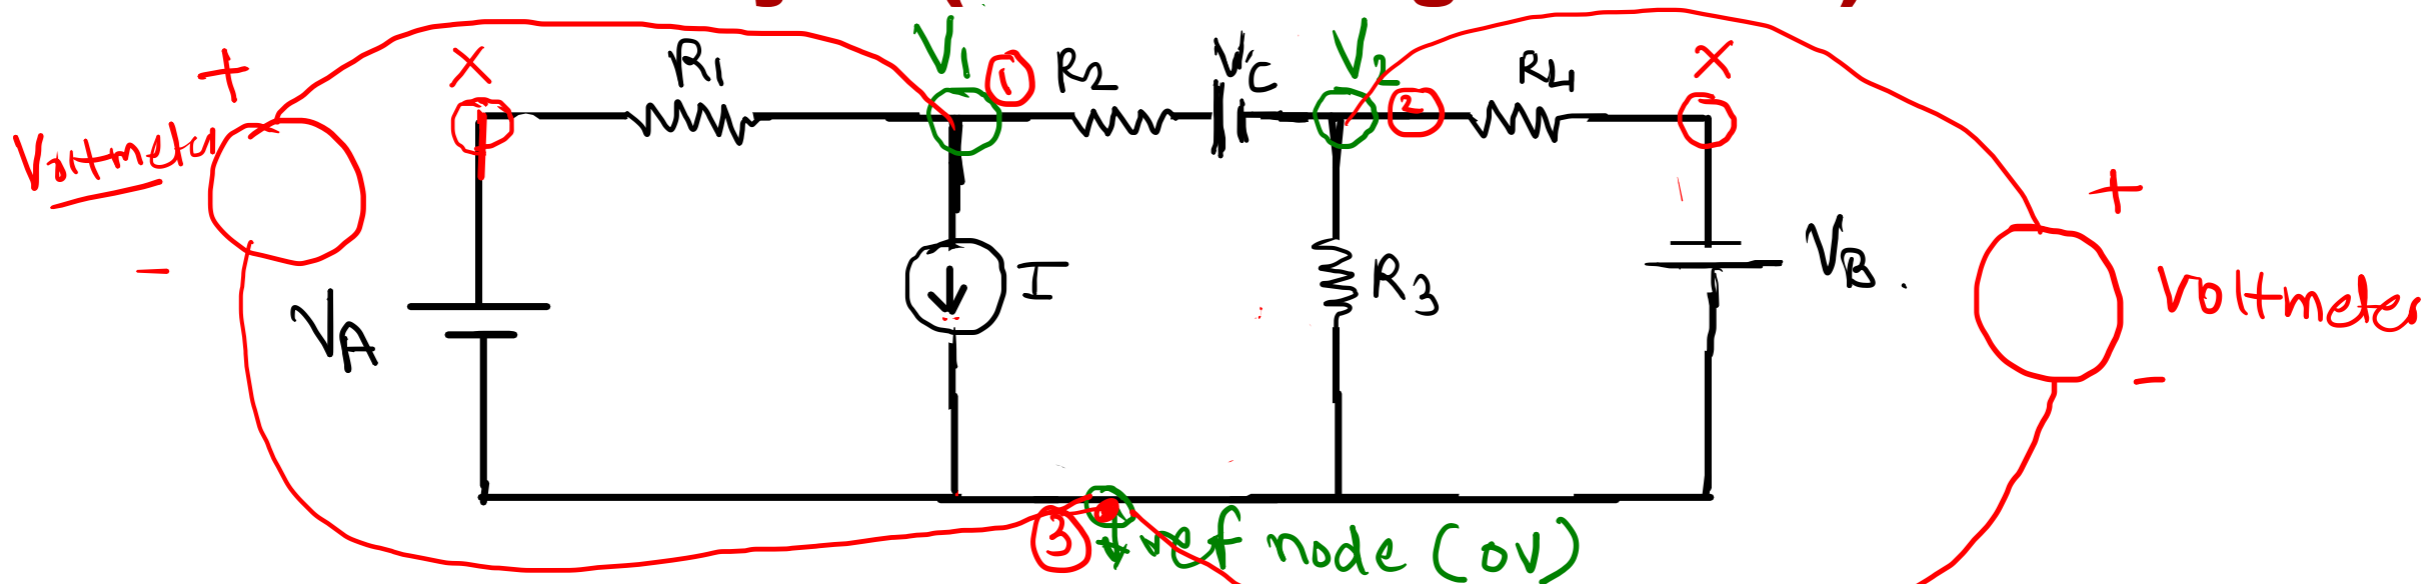 +
X
R1
V1
①
R2
VC
V2
②
R4
X
Voltmeter
+
-
VA
I
R3
VB
Voltmeter
-
③
ref node (0V)